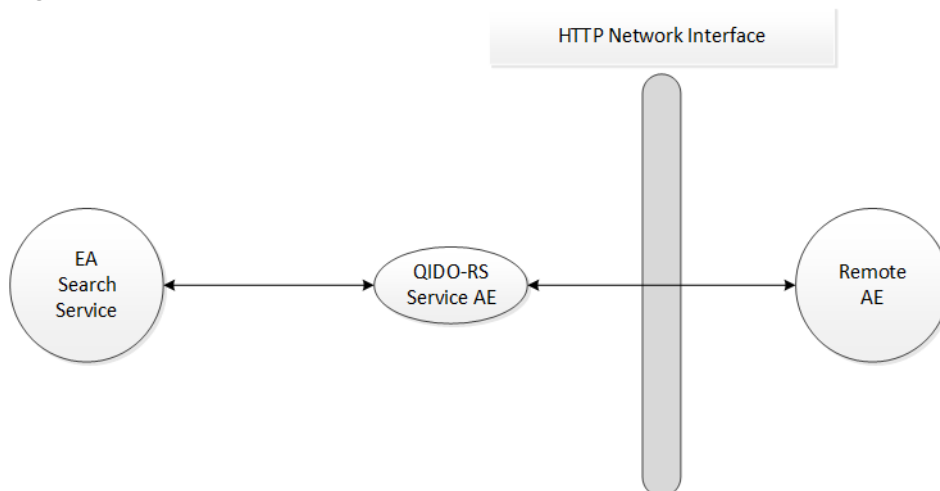 HTTP Network Interface
EA
Search
Service
QIDO-RS
Service AE
Remote
AE